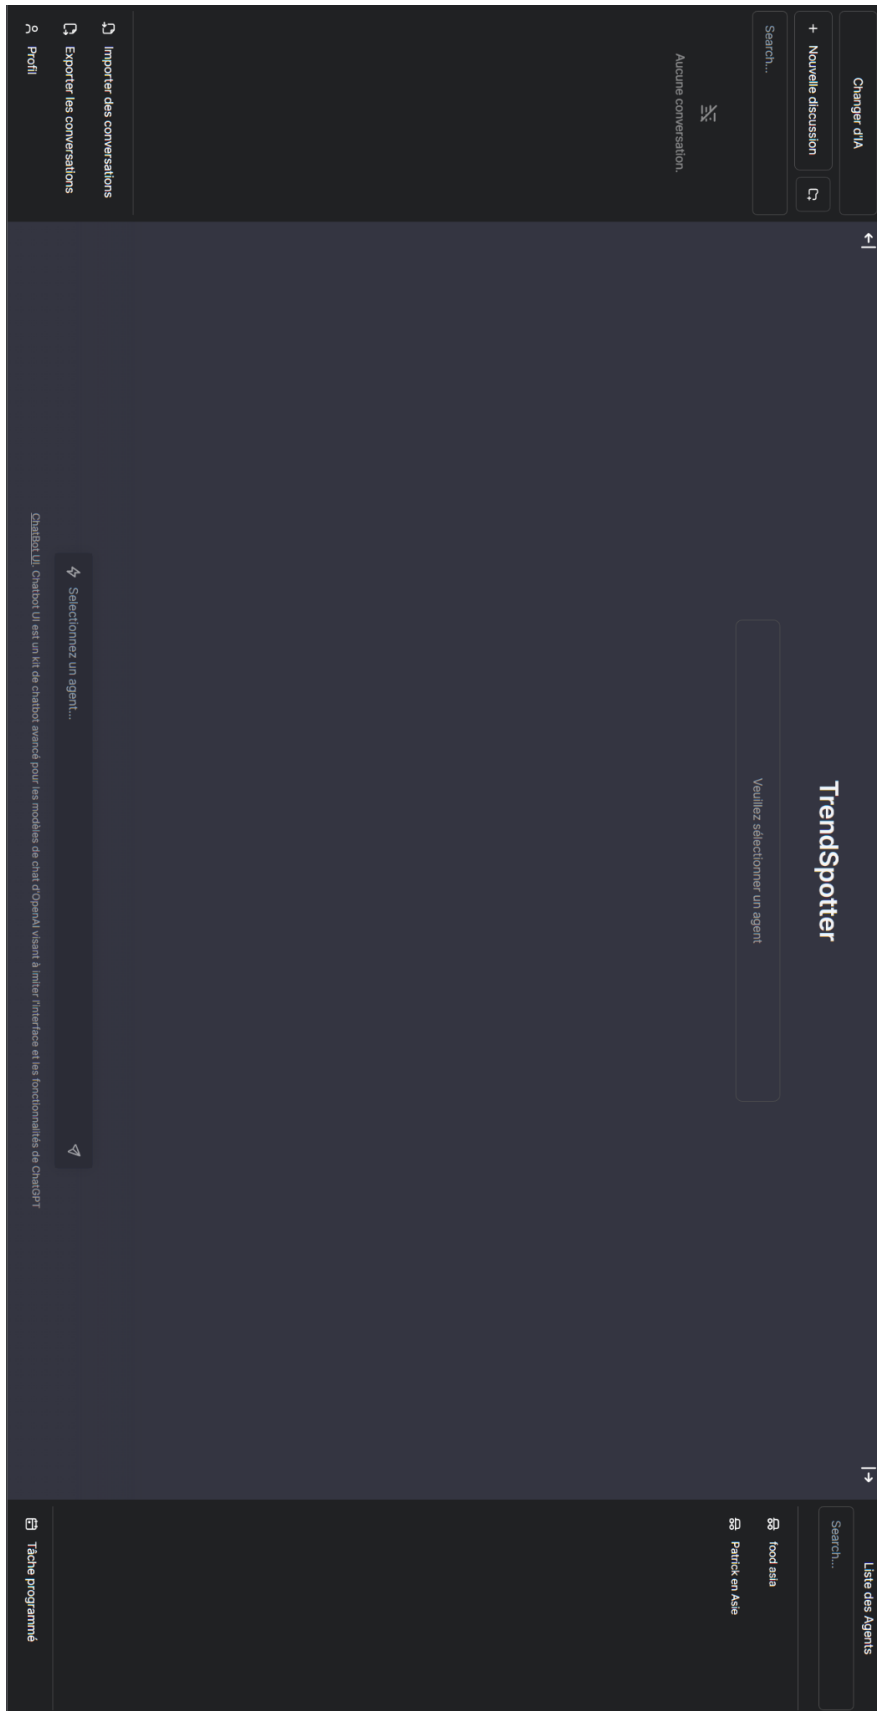 Changer d'IA
+ Nouvelle discussion
Search...
Aucune conversation.
Importer des conversations
Exporter les conversations
Profil
TrendSpotter
Veuillez sélectionner un agent
Selectionnez un agent...
ChatBot UI. Chatbot UI est un kit de chatbot avancé pour les modèles de chat d'OpenAI visant à imiter l'interface et les fonctionnalités de ChatGPT
Liste des Agents
Search...
food asia
Patrick en Asie
Tâche programmé